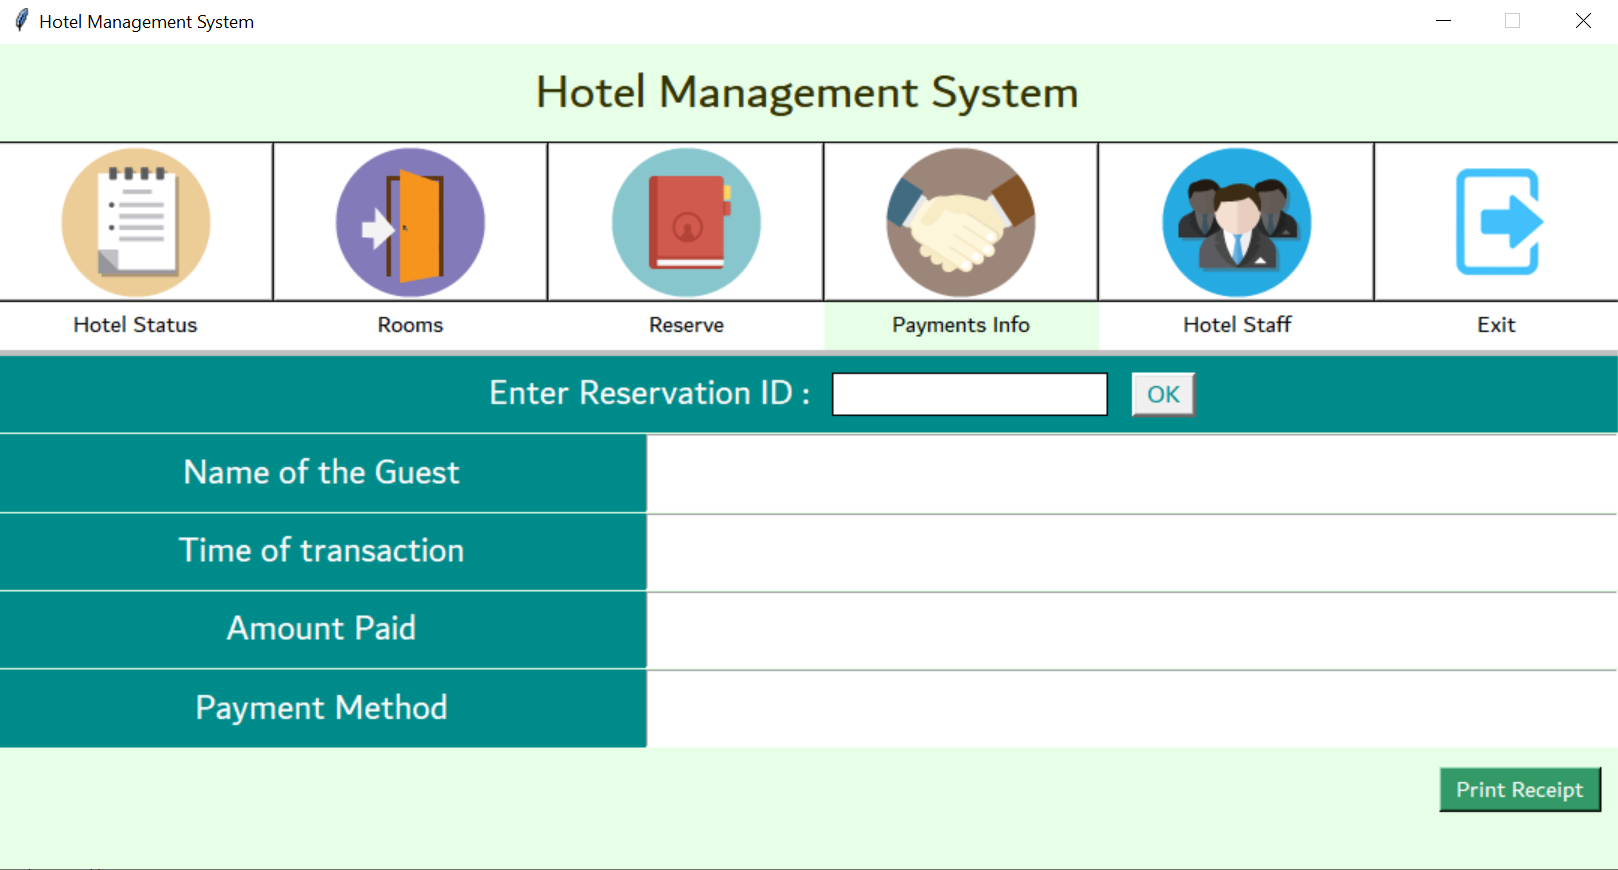 Hotel Management System
Hotel Management System
Hotel Status Rooms Reserve Payments Info Hotel Staff Exit
Enter Reservation ID : OK
Name of the Guest
Time of transaction
Amount Paid
Payment Method
Print Receipt